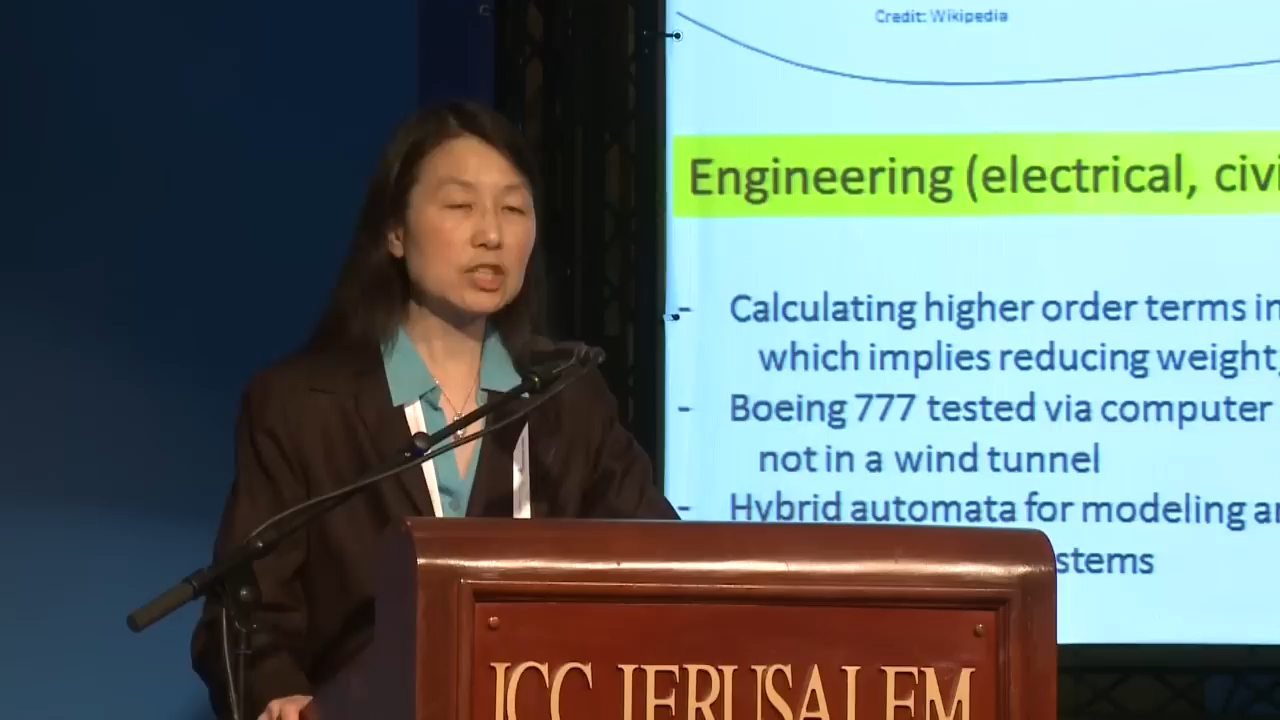 Credit: Wikipedia
Engineering (electrical, civi
- Calculating higher order terms in
which implies reducing weight,
- Boeing 777 tested via computer
not in a wind tunnel
- Hybrid automata for modeling an
stems
ICC JERUSALEM